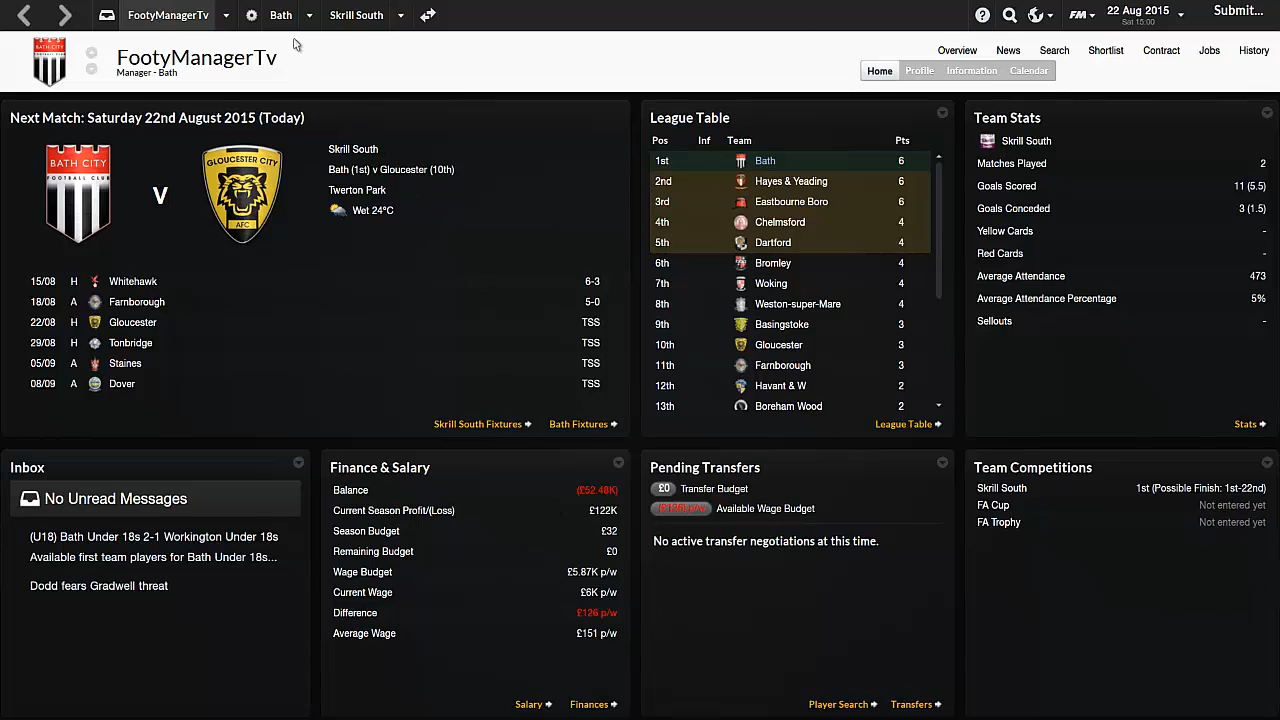 FootyManagerTv Bath Skrill South FM 22 Aug 2015 Submit...
Sat 15:00
BATH CITY
FootyManagerTv
Manager - Bath
Overview News Search Shortlist Contract Jobs History
Home Profile Information Calendar
Next Match: Saturday 22nd August 2015 (Today)
BATH CITY
FOOTBALL CLUB
V
GLOUCESTER CITY
AFC
Skrill South
Bath (1st) v Gloucester (10th)
Twerton Park
Wet 24°C
15/08 H Whitehawk 6-3
18/08 A Farnborough 5-0
22/08 H Gloucester TSS
29/08 H Tonbridge TSS
05/09 A Staines TSS
08/09 A Dover TSS
Skrill South Fixtures Bath Fixtures
League Table
Pos Inf Team Pts
1st Bath 6
2nd Hayes & Yeading 6
3rd Eastbourne Boro 6
4th Chelmsford 4
5th Dartford 4
6th Bromley 4
7th Woking 4
8th Weston-super-Mare 4
9th Basingstoke 3
10th Gloucester 3
11th Farnborough 3
12th Havant & W 2
13th Boreham Wood 2
League Table
Team Stats
Skrill South
Matches Played 2
Goals Scored 11 (5.5)
Goals Conceded 3 (1.5)
Yellow Cards -
Red Cards -
Average Attendance 473
Average Attendance Percentage 5%
Sellouts -
Stats
Inbox
No Unread Messages
(U18) Bath Under 18s 2-1 Workington Under 18s
Available first team players for Bath Under 18s...
Dodd fears Gradwell threat
Finance & Salary
Balance (£52.48K)
Current Season Profit/(Loss) £122K
Season Budget £32
Remaining Budget £0
Wage Budget £5.87K p/w
Current Wage £6K p/w
Difference £126 p/w
Average Wage £151 p/w
Salary Finances
Pending Transfers
£0 Transfer Budget
(£126) p/w Available Wage Budget
No active transfer negotiations at this time.
Player Search Transfers
Team Competitions
Skrill South 1st (Possible Finish: 1st-22nd)
FA Cup Not entered yet
FA Trophy Not entered yet